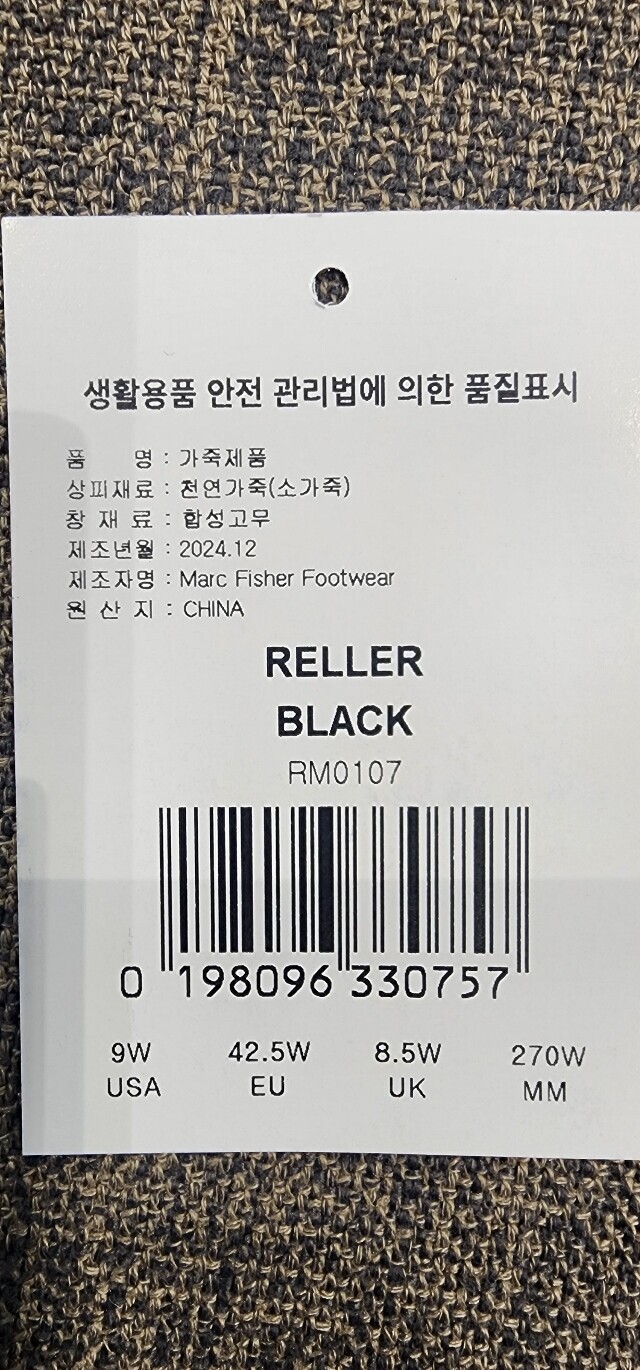 생활용품 안전 관리법에 의한 품질표시
품 명 : 가죽제품
상피재료 : 천연가죽(소가죽)
창 재 료 : 합성고무
제조년월 : 2024.12
제조자명 : Marc Fisher Footwear
원 산 지 : CHINA
RELLER
BLACK
RM0107
0 198096 330757
9W 42.5W 8.5W 270W
USA EU UK MM